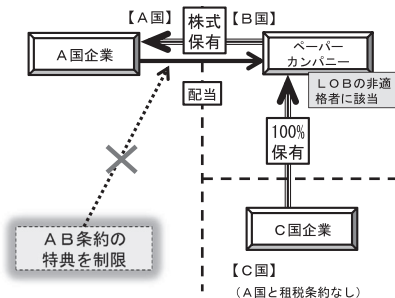 【A国】
株式
保有
【B国】
A国企業
ペーパー
カンパニー
配当
LOBの非適
格者に該当
100%
保有
AB条約の
特典を制限
C国企業
【C国】
(A国と租税条約なし)